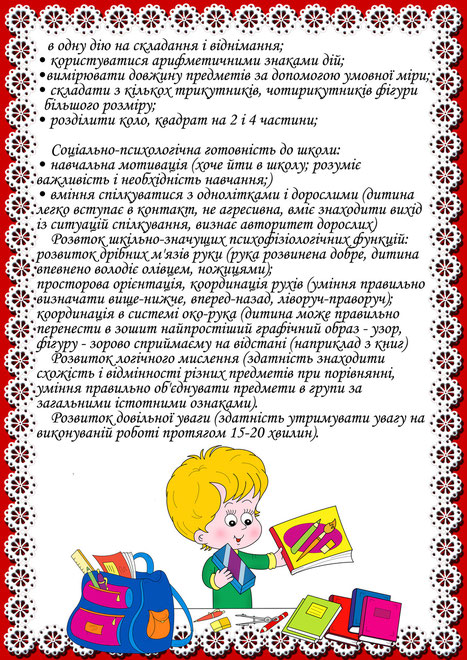 в одну дію на складання і віднімання;
• користуватися арифметичними знаками дій;
•вимірювати довжину предметів за допомогою умовної міри;
• складати з кількох трикутників, чотирикутників фігури
більшого розміру;
• розділити коло, квадрат на 2 і 4 частини;
Соціально-психологічна готовність до школи:
• навчальна мотивація (хоче йти в школу; розуміє
важливість і необхідність навчання;)
• вміння спілкуватися з однолітками і дорослими (дитина
легко вступає в контакт, не агресивна, вміє знаходити вихід
із ситуацій спілкування, визнає авторитет дорослих)
Розвток шкільно-значущих психофізіологічних функцій:
розвиток дрібних м'язів руки (рука розвинена добре, дитина
впевнено володіє олівцем, ножицями);
просторова орієнтація, координація рухів (уміння правильно
визначати вище-нижче, вперед-назад, ліворуч-праворуч);
координація в системі око-рука (дитина може правильно
перенести в зошит найпростіший графічний образ - узор,
фігуру - зорово сприймаєму на відстані (наприклад з книг)
Розвиток логічного мислення (здатність знаходити
схожість і відмінності різних предметів при порівнянні,
уміння правильно об'єднувати предмети в групи за
загальними істотними ознаками).
Розвиток довільної уваги (здатність утримувати увагу на
виконуваній роботі протягом 15-20 хвилин).